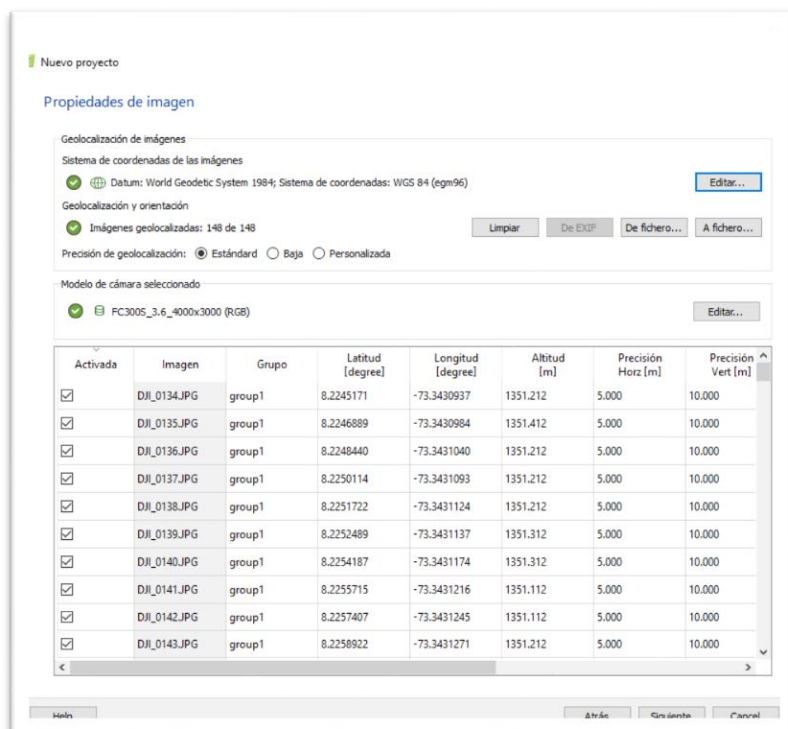 Nuevo proyecto
Propiedades de imagen
Geolocalización de imágenes
Sistema de coordenadas de las imágenes
Datum: World Geodetic System 1984; Sistema de coordenadas: WGS 84 (egm96) Editar...
Geolocalización y orientación
Imágenes geolocalizadas: 148 de 148 Limpiar De EXIF De fichero... A fichero...
Precisión de geolocalización: Estándard Baja Personalizada
Modelo de cámara seleccionado
FC300S_3.6_4000x3000 (RGB) Editar...
Activada Imagen Grupo Latitud [degree] Longitud [degree] Altitud [m] Precisión Horz [m] Precisión Vert [m]
DJI_0134.JPG group1 8.2245171 -73.3430937 1351.212 5.000 10.000
DJI_0135.JPG group1 8.2246889 -73.3430984 1351.412 5.000 10.000
DJI_0136.JPG group1 8.2248440 -73.3431040 1351.212 5.000 10.000
DJI_0137.JPG group1 8.2250114 -73.3431093 1351.212 5.000 10.000
DJI_0138.JPG group1 8.2251722 -73.3431124 1351.212 5.000 10.000
DJI_0139.JPG group1 8.2252489 -73.3431137 1351.312 5.000 10.000
DJI_0140.JPG group1 8.2254187 -73.3431174 1351.312 5.000 10.000
DJI_0141.JPG group1 8.2255715 -73.3431216 1351.112 5.000 10.000
DJI_0142.JPG group1 8.2257407 -73.3431245 1351.112 5.000 10.000
DJI_0143.JPG group1 8.2258922 -73.3431271 1351.212 5.000 10.000
Help Atrás Siguiente Cancel